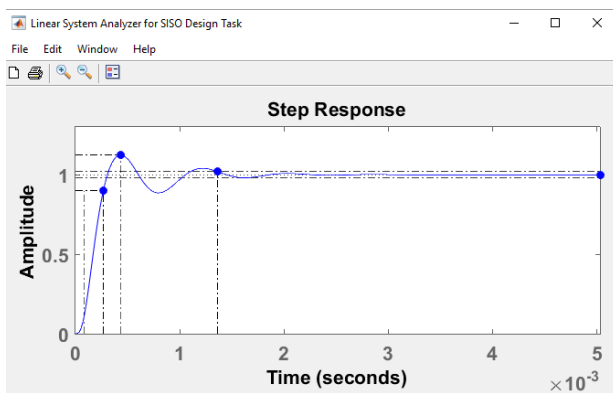 Linear System Analyzer for SISO Design Task
File Edit Window Help
Step Response
Amplitude
1
0.5
0
0 1 2 3 4 5
Time (seconds)
×10⁻³